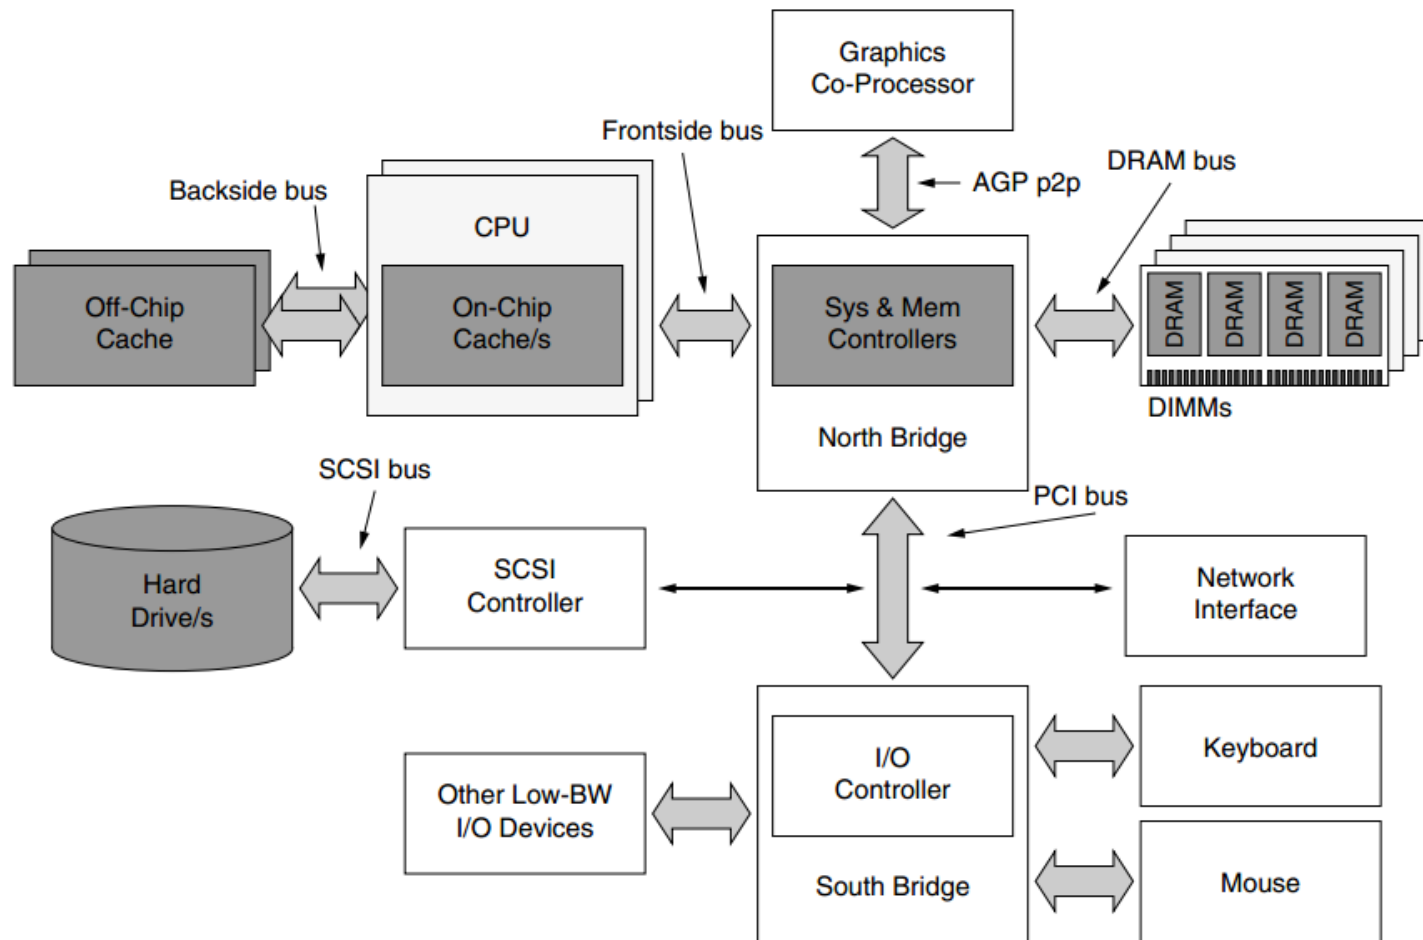 Graphics
Co-Processor
Frontside bus
DRAM bus
Backside bus
AGP p2p
CPU
Off-Chip
Cache
On-Chip
Cache/s
Sys & Mem
Controllers
DRAM
DRAM
DRAM
DRAM
DIMMs
North Bridge
SCSI bus
PCI bus
Hard
Drive/s
SCSI
Controller
Network
Interface
I/O
Controller
Keyboard
Other Low-BW
I/O Devices
South Bridge
Mouse